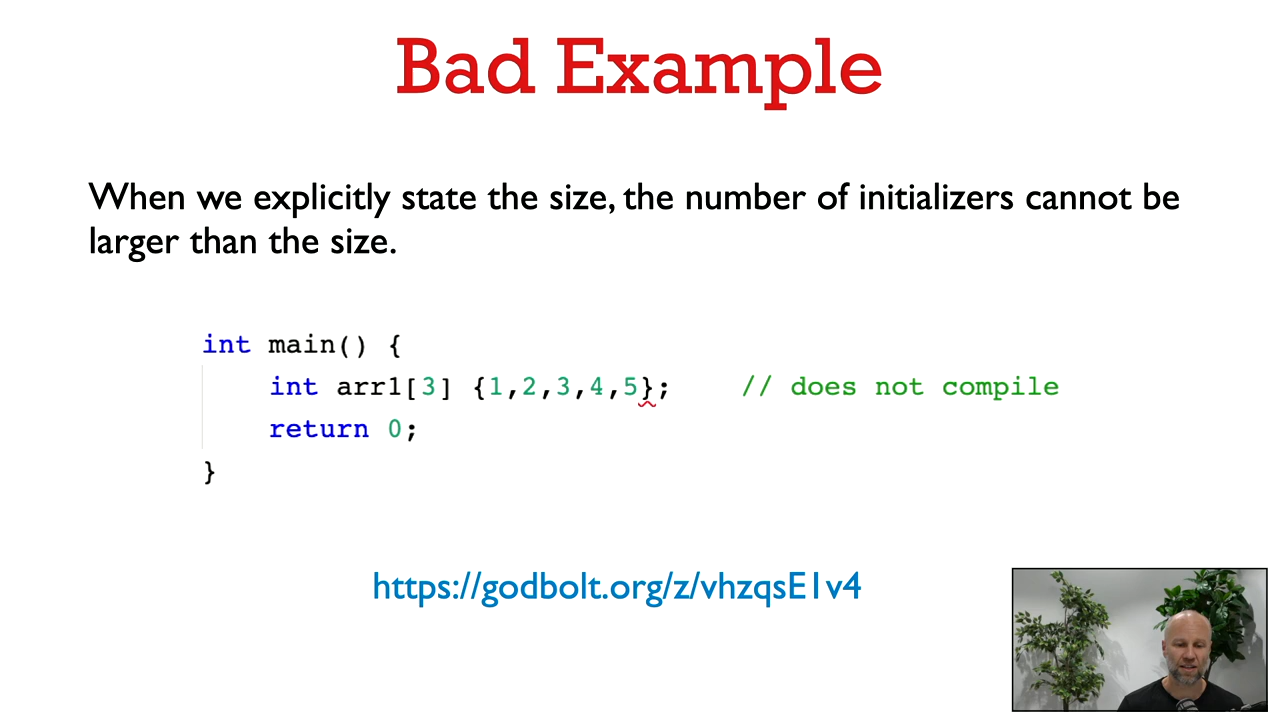 Bad Example
When we explicitly state the size, the number of initializers cannot be
larger than the size.
int main() {
int arr1[3] {1,2,3,4,5};    // does not compile
return 0;
}
https://godbolt.org/z/vhzqsE1v4